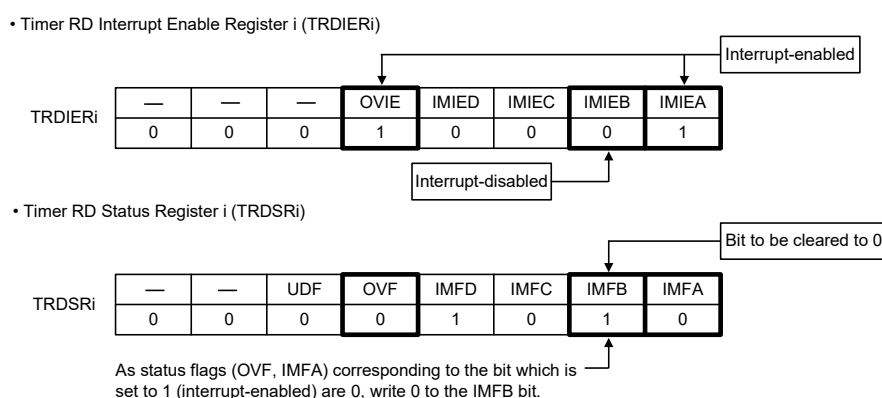 • Timer RD Interrupt Enable Register i (TRDIERi)
Interrupt-enabled
TRDIERi
— — — OVIE IMIED IMIEC IMIEB IMIEA
0 0 0 1 0 0 0 1
Interrupt-disabled
• Timer RD Status Register i (TRDSRi)
Bit to be cleared to 0
TRDSRi
— — UDF OVF IMFD IMFC IMFB IMFA
0 0 0 0 1 0 1 0
As status flags (OVF, IMFA) corresponding to the bit which is
set to 1 (interrupt-enabled) are 0, write 0 to the IMFB bit.